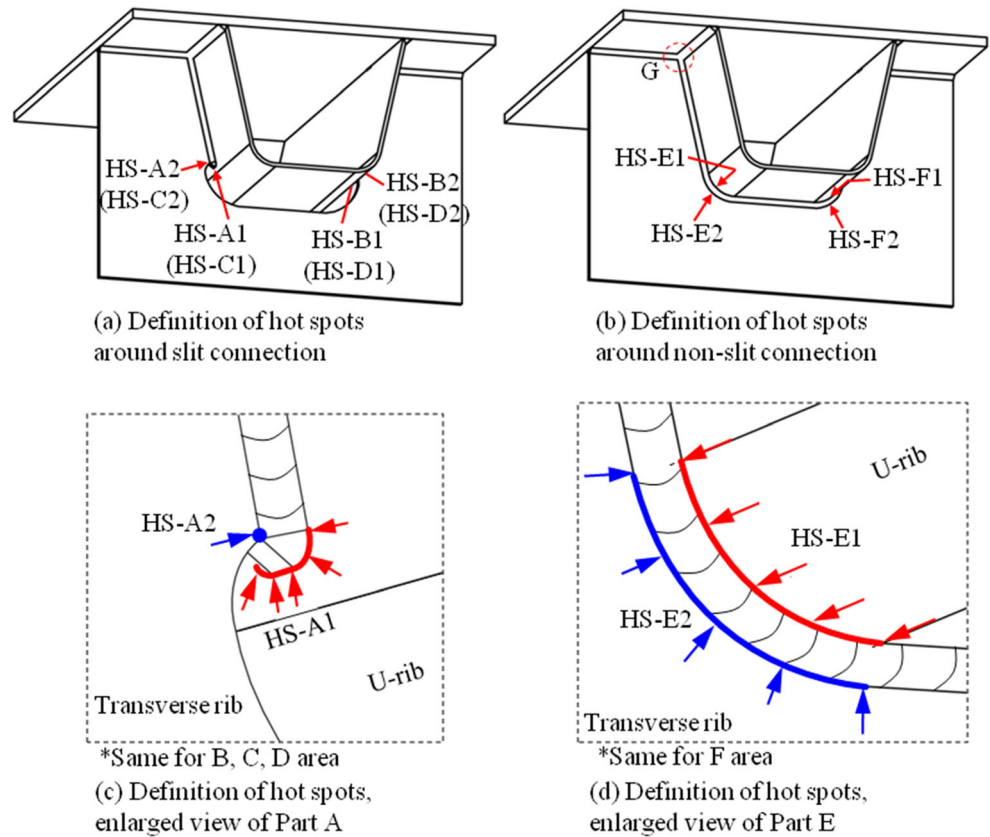 HS-A2
(HS-C2)
HS-A1
(HS-C1)
HS-B2
(HS-D2)
HS-B1
(HS-D1)
(a) Definition of hot spots
around slit connection
G
HS-E1
HS-E2
HS-F1
HS-F2
(b) Definition of hot spots
around non-slit connection
HS-A2
HS-A1
U-rib
Transverse rib
*Same for B, C, D area
(c) Definition of hot spots,
enlarged view of Part A
U-rib
HS-E1
HS-E2
Transverse rib
*Same for F area
(d) Definition of hot spots,
enlarged view of Part E